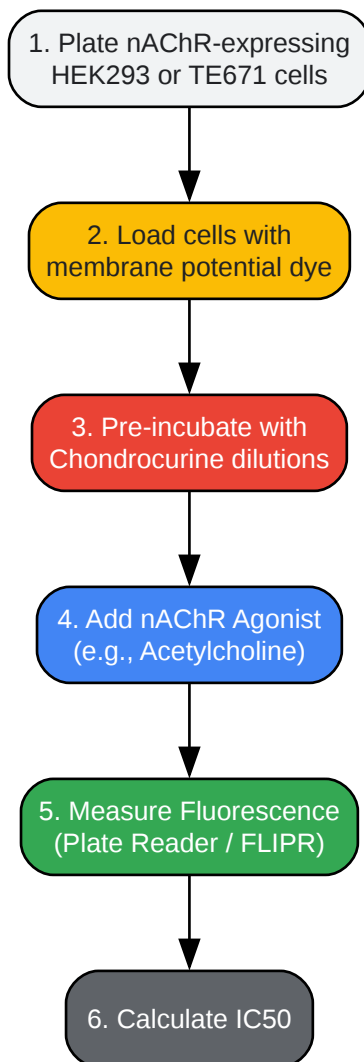 1. Plate nAChR-expressing
HEK293 or TE671 cells
2. Load cells with
membrane potential dye
3. Pre-incubate with
Chondrocurine dilutions
4. Add nAChR Agonist
(e.g., Acetylcholine)
5. Measure Fluorescence
(Plate Reader / FLIPR)
6. Calculate IC50